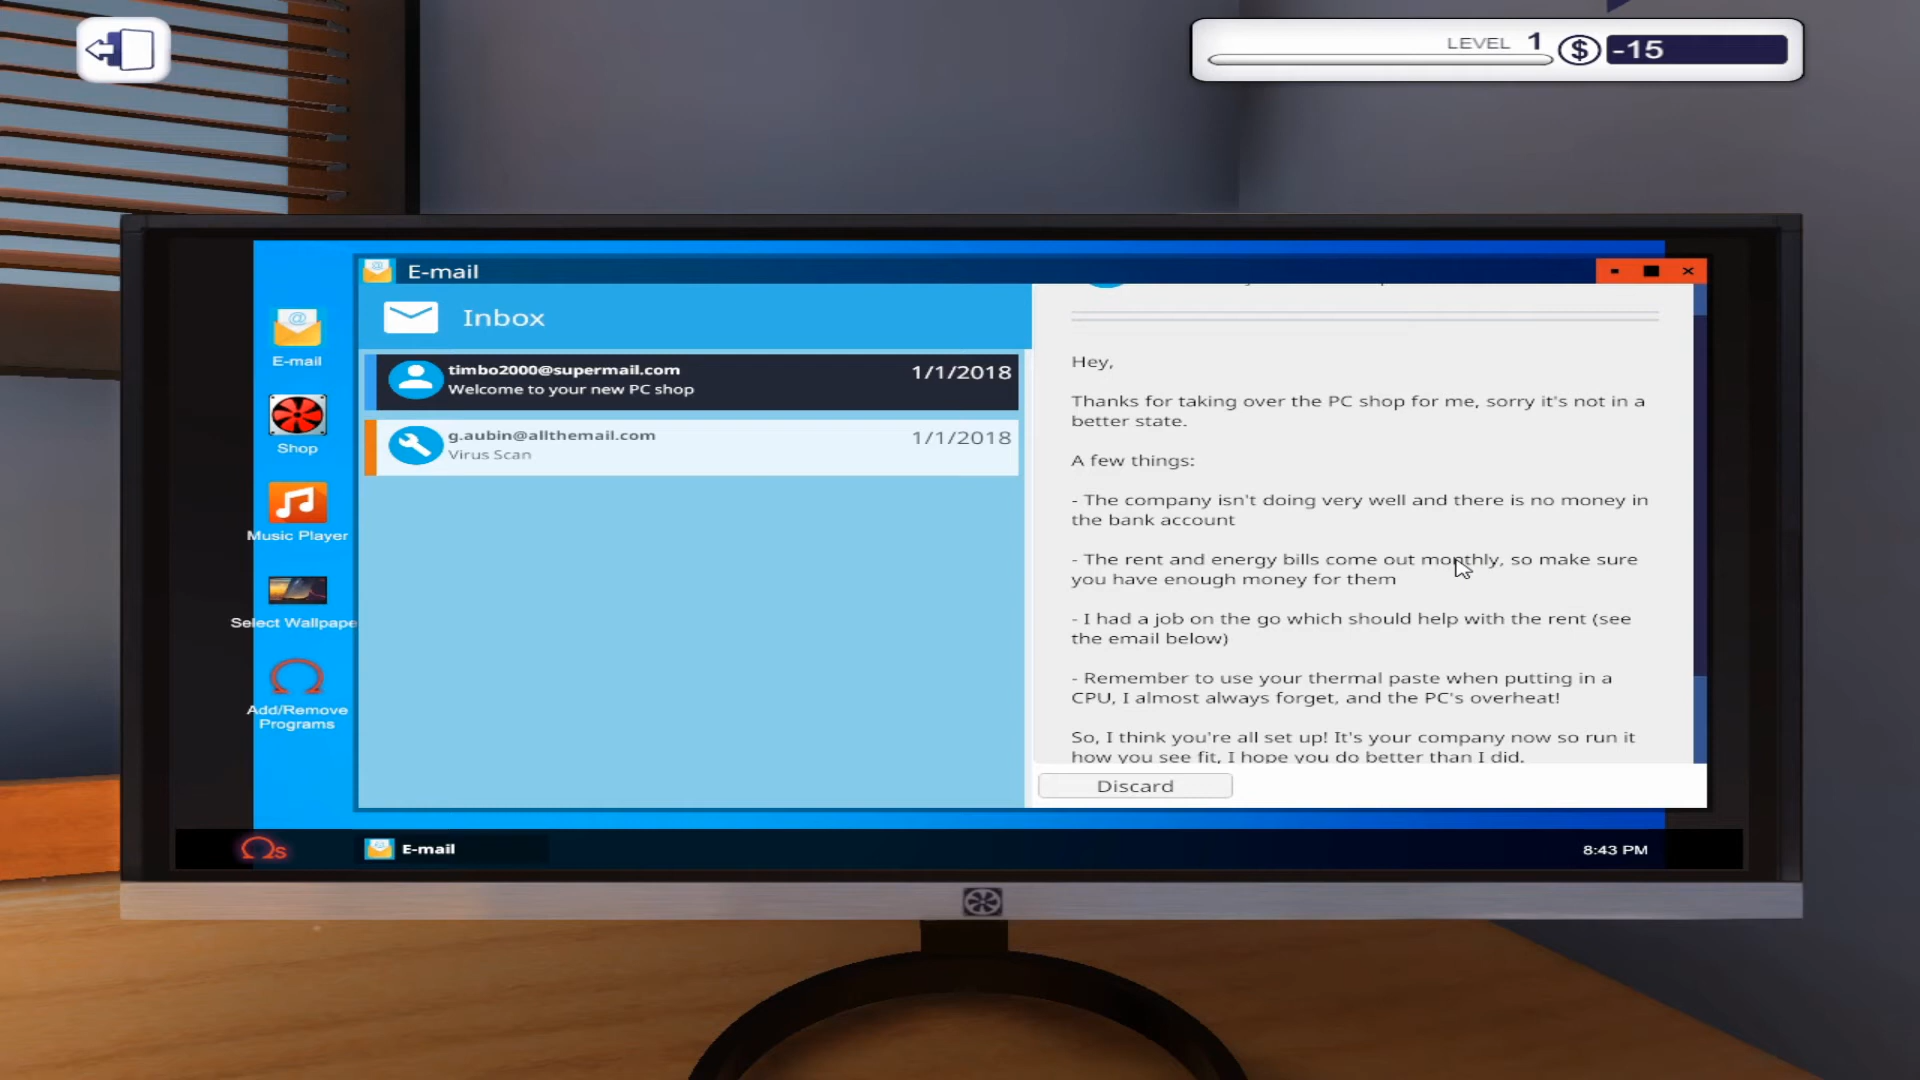 LEVEL 1
$ -15
E-mail
Inbox
timbo2000@supermail.com 1/1/2018
Welcome to your new PC shop
g.aubin@allthemail.com 1/1/2018
Virus Scan
E-mail
Shop
Music Player
Select Wallpape
Add/Remove
Programs
Hey,
Thanks for taking over the PC shop for me, sorry it's not in a
better state.
A few things:
- The company isn't doing very well and there is no money in
the bank account
- The rent and energy bills come out monthly, so make sure
you have enough money for them
- I had a job on the go which should help with the rent (see
the email below)
- Remember to use your thermal paste when putting in a
CPU, I almost always forget, and the PC's overheat!
So, I think you're all set up! It's your company now so run it
how you see fit, I hope you do better than I did.
Discard
Ωs
E-mail
8:43 PM